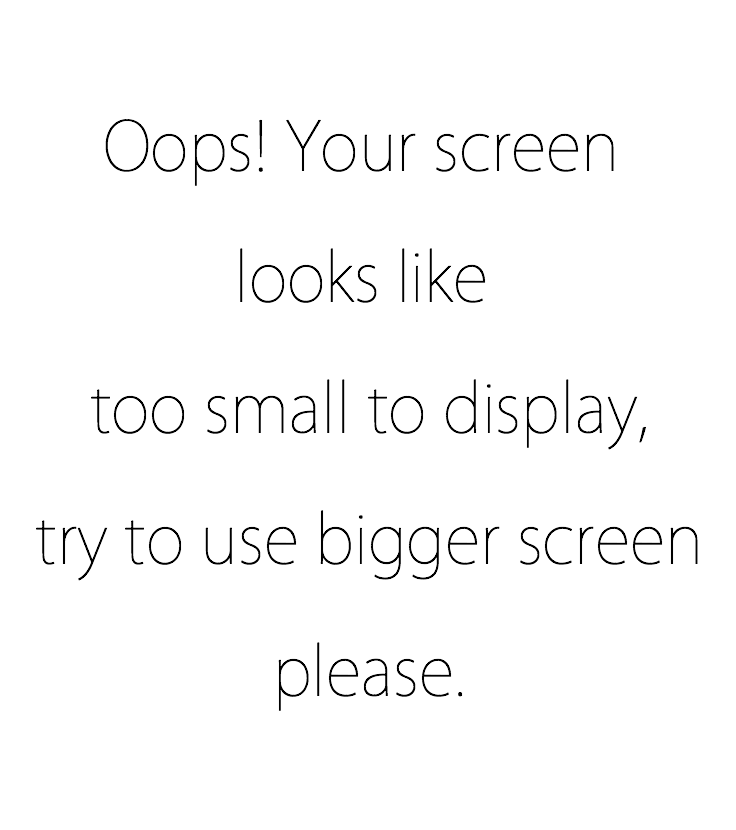 Oops! Your screen
looks like
too small to display,
try to use bigger screen
please.